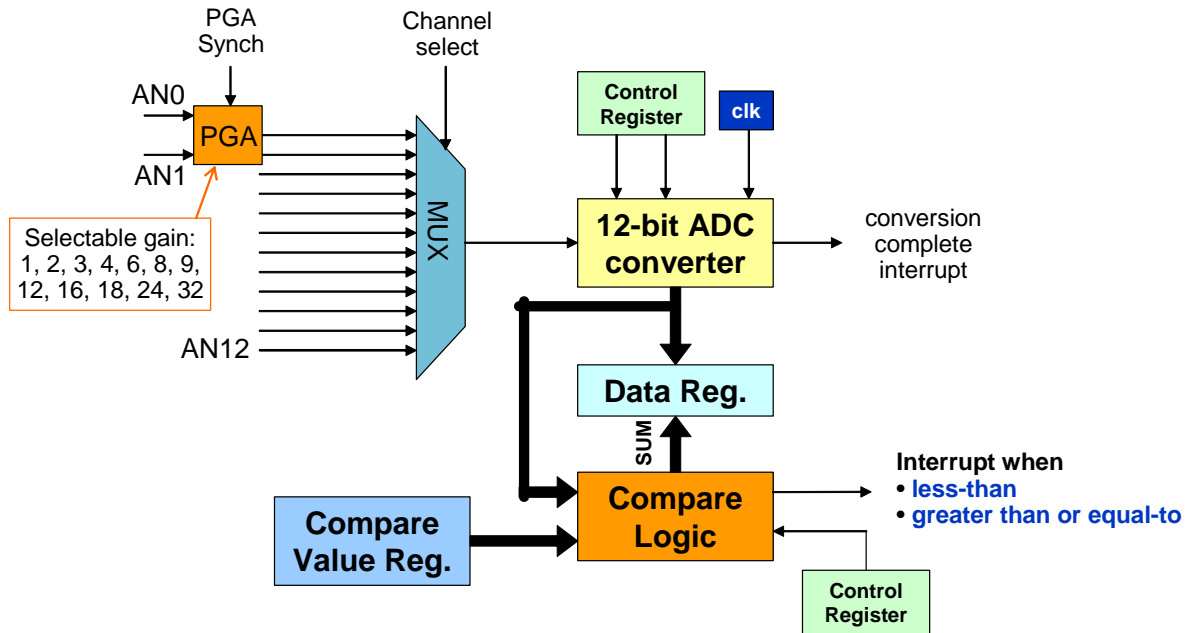 PGA
Synch
Channel
select
AN0
PGA
AN1
Control
Register
clk
MUX
Selectable gain:
1, 2, 3, 4, 6, 8, 9,
12, 16, 18, 24, 32
12-bit ADC
converter
conversion
complete
interrupt
AN12
Data Reg.
SUM
Compare
Value Reg.
Compare
Logic
Interrupt when
• less-than
• greater than or equal-to
Control
Register